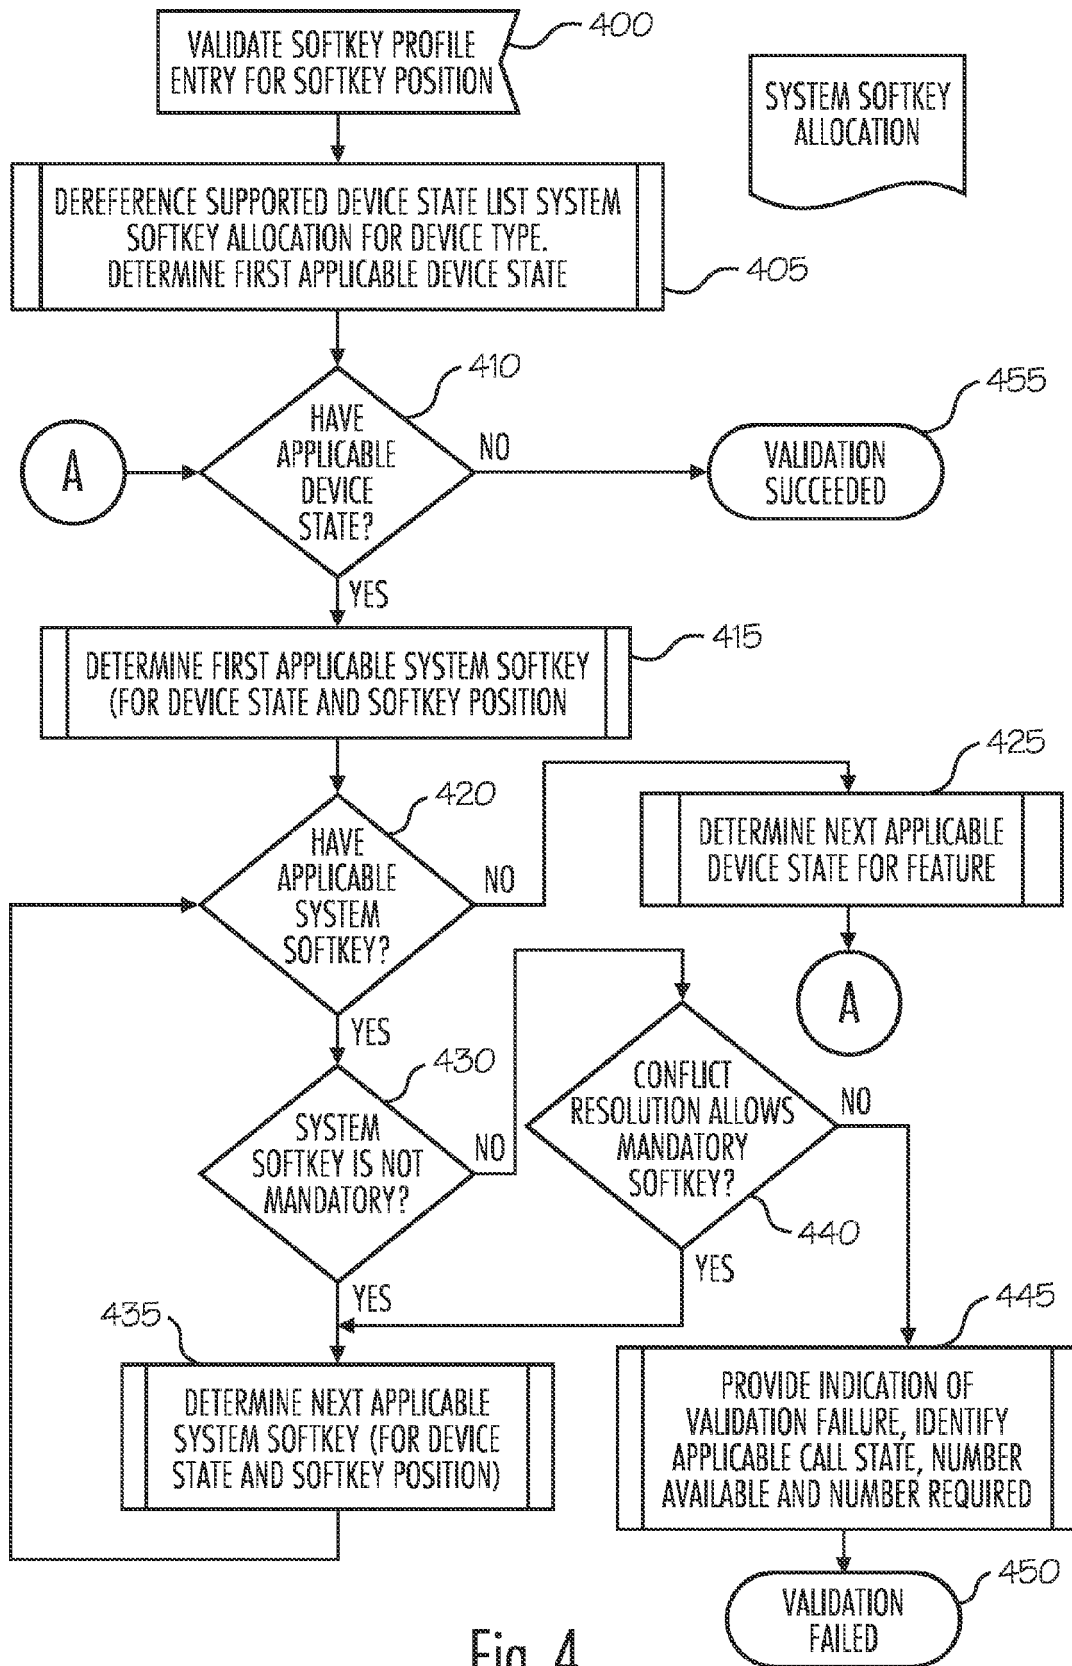 VALIDATE SOFTKEY PROFILE
ENTRY FOR SOFTKEY POSITION
400
SYSTEM SOFTKEY
ALLOCATION
DEREFERENCE SUPPORTED DEVICE STATE LIST SYSTEM
SOFTKEY ALLOCATION FOR DEVICE TYPE.
DETERMINE FIRST APPLICABLE DEVICE STATE
405
410
HAVE
APPLICABLE
DEVICE
STATE?
A
NO
455
VALIDATION
SUCCEEDED
YES
415
DETERMINE FIRST APPLICABLE SYSTEM SOFTKEY
(FOR DEVICE STATE AND SOFTKEY POSITION
420
HAVE
APPLICABLE
SYSTEM
SOFTKEY?
NO
425
DETERMINE NEXT APPLICABLE
DEVICE STATE FOR FEATURE
A
YES
430
SYSTEM
SOFTKEY IS NOT
MANDATORY?
NO
CONFLICT
RESOLUTION ALLOWS
MANDATORY
SOFTKEY?
NO
440
YES
YES
435
DETERMINE NEXT APPLICABLE
SYSTEM SOFTKEY (FOR DEVICE
STATE AND SOFTKEY POSITION)
445
PROVIDE INDICATION OF
VALIDATION FAILURE, IDENTIFY
APPLICABLE CALL STATE, NUMBER
AVAILABLE AND NUMBER REQUIRED
450
VALIDATION
FAILED
Fig. 4